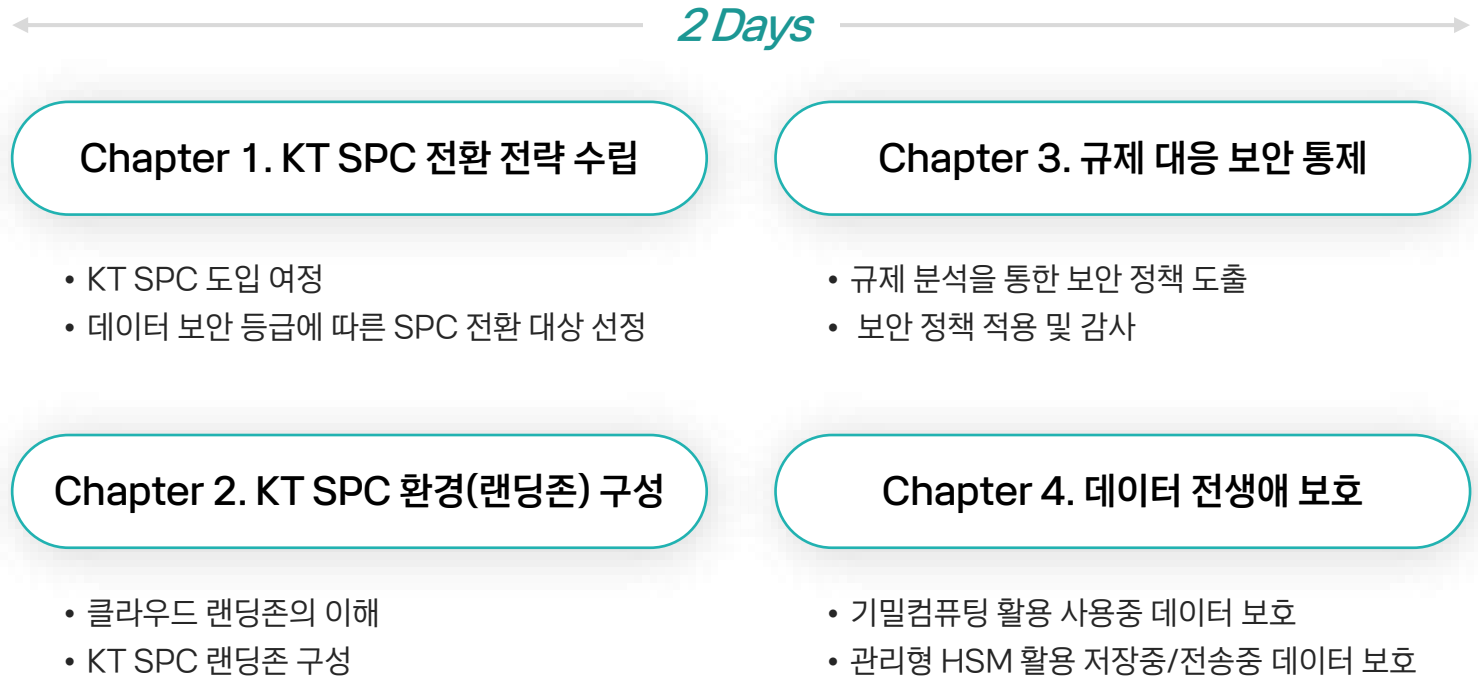 2 Days
Chapter 1. KT SPC 전환 전략 수립
• KT SPC 도입 여정
• 데이터 보안 등급에 따른 SPC 전환 대상 선정
Chapter 2. KT SPC 환경(랜딩존) 구성
• 클라우드 랜딩존의 이해
• KT SPC 랜딩존 구성
Chapter 3. 규제 대응 보안 통제
• 규제 분석을 통한 보안 정책 도출
• 보안 정책 적용 및 감사
Chapter 4. 데이터 전생애 보호
• 기밀컴퓨팅 활용 사용중 데이터 보호
• 관리형 HSM 활용 저장중/전송중 데이터 보호